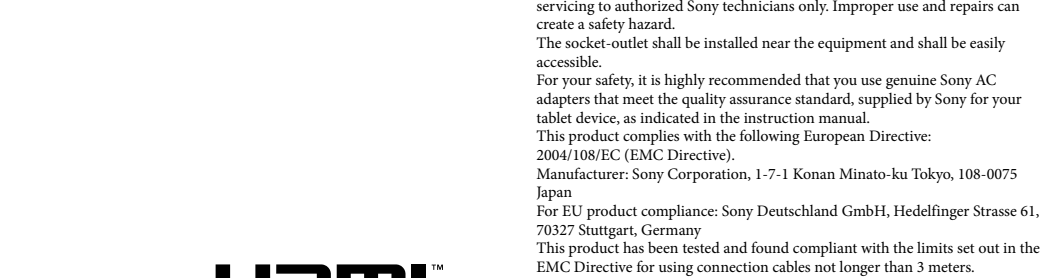 servicing to authorized Sony technicians only. Improper use and repairs can
create a safety hazard.
The socket-outlet shall be installed near the equipment and shall be easily
accessible.
For your safety, it is highly recommended that you use genuine Sony AC
adapters that meet the quality assurance standard, supplied by Sony for your
tablet device, as indicated in the instruction manual.
This product complies with the following European Directive:
2004/108/EC (EMC Directive).
Manufacturer: Sony Corporation, 1-7-1 Konan Minato-ku Tokyo, 108-0075
Japan
For EU product compliance: Sony Deutschland GmbH, Hedelfinger Strasse 61,
70327 Stuttgart, Germany
This product has been tested and found compliant with the limits set out in the
EMC Directive for using connection cables not longer than 3 meters.